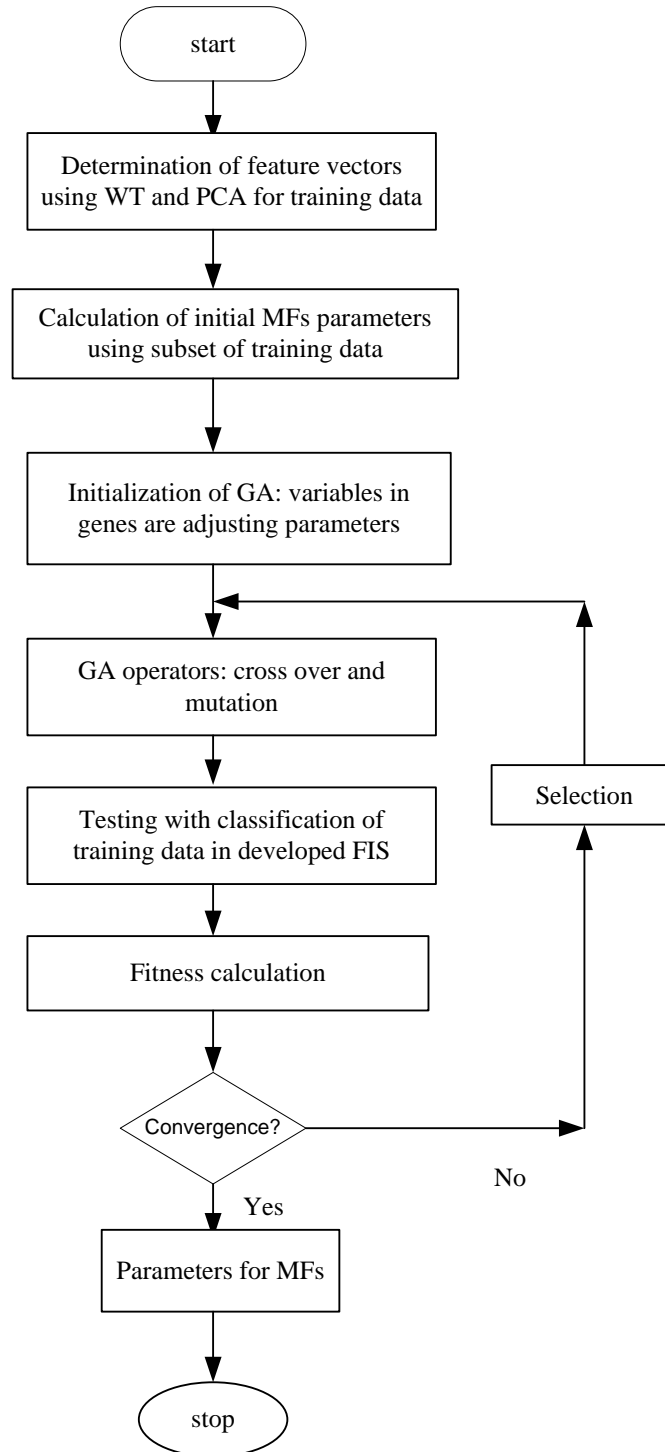 start
Determination of feature vectors
using WT and PCA for training data
Calculation of initial MFs parameters
using subset of training data
Initialization of GA: variables in
genes are adjusting parameters
GA operators: cross over and
mutation
Testing with classification of
training data in developed FIS
Selection
Fitness calculation
Convergence?
No
Yes
Parameters for MFs
stop